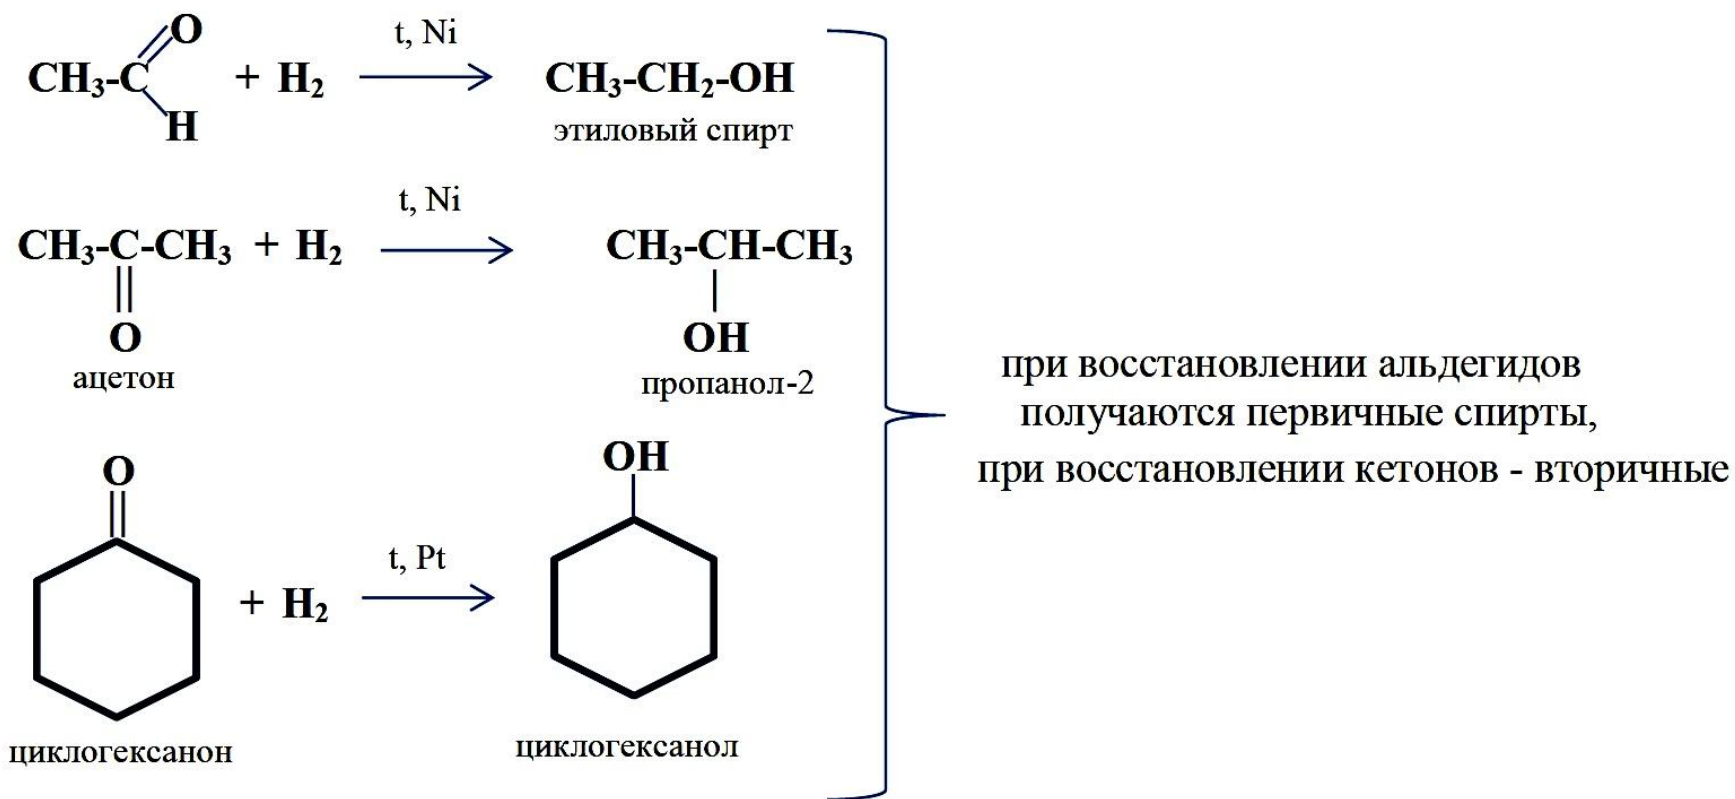 O
t, Ni
CH₃-C + H₂ CH₃-CH₂-OH
H
этиловый спирт
t, Ni
CH₃-C-CH₃ + H₂ CH₃-CH-CH₃
O OH
ацетон пропанол-2
при восстановлении альдегидов
получаются первичные спирты,
при восстановлении кетонов - вторичные
O OH
t, Pt
+ H₂
циклогексанон циклогексанол